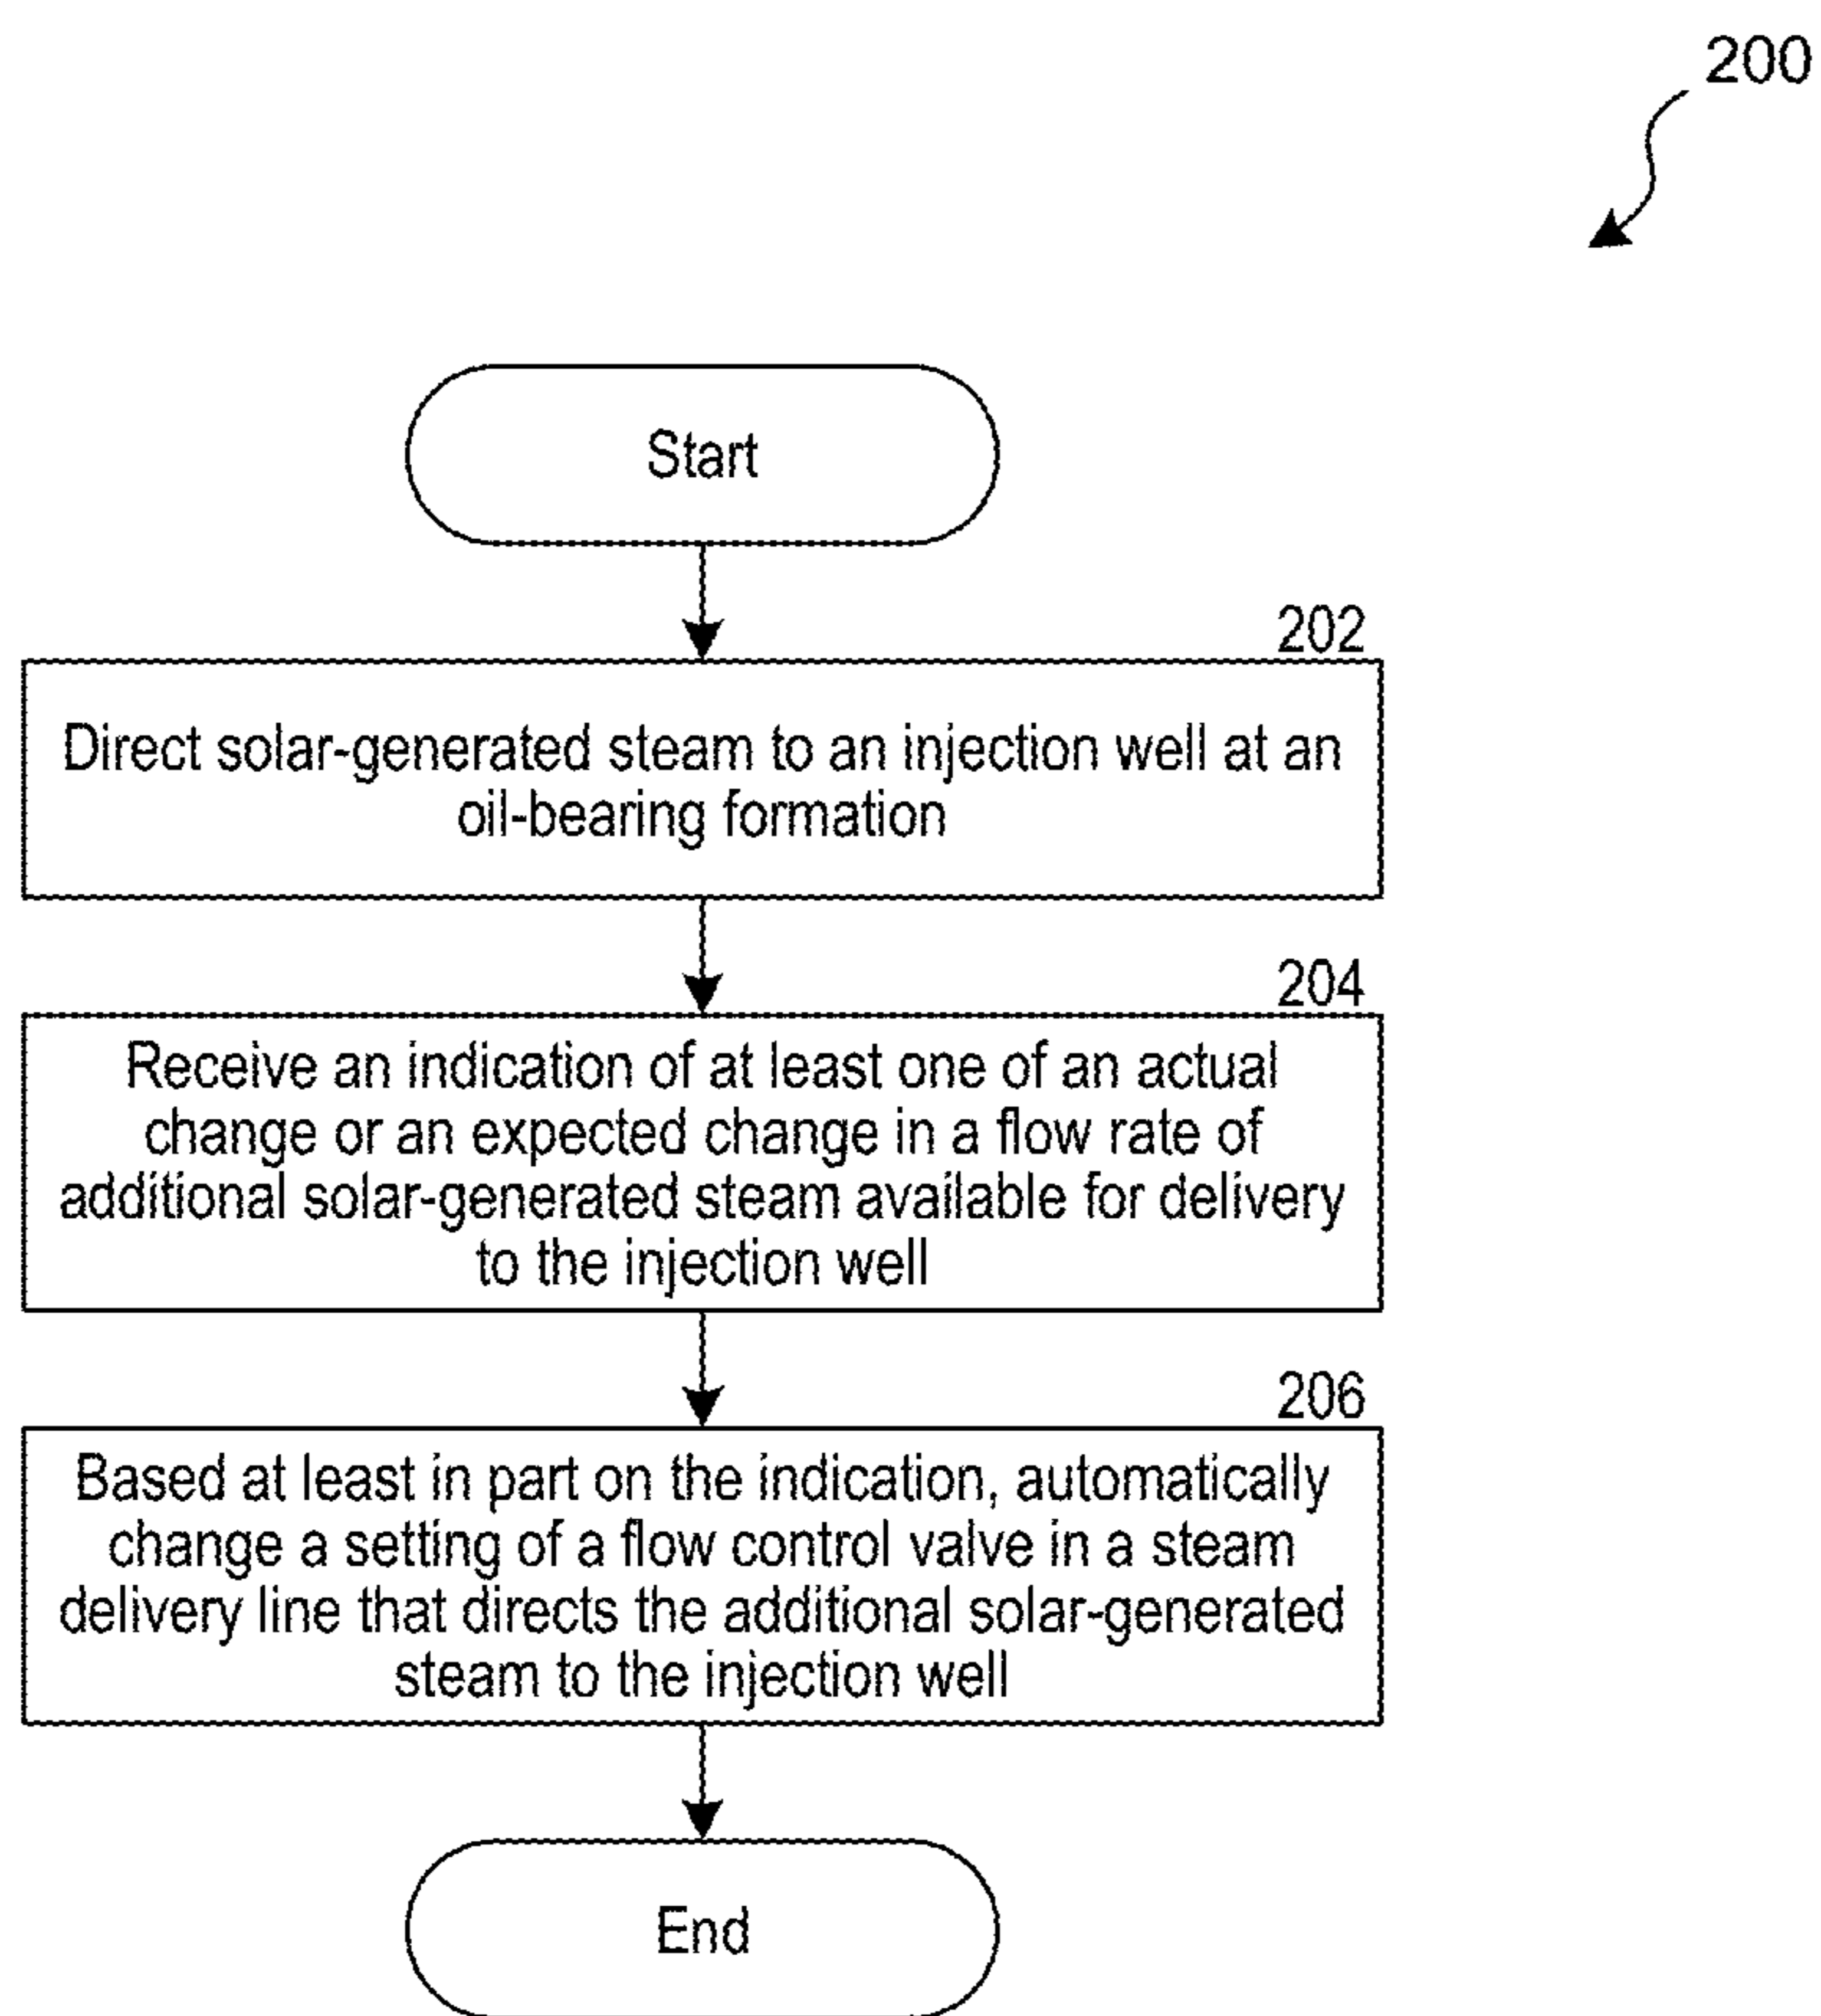 200
Start
202
Direct solar-generated steam to an injection well at an
oil-bearing formation
204
Receive an indication of at least one of an actual
change or an expected change in a flow rate of
additional solar-generated steam available for delivery
to the injection well
206
Based at least in part on the indication, automatically
change a setting of a flow control valve in a steam
delivery line that directs the additional solar-generated
steam to the injection well
End